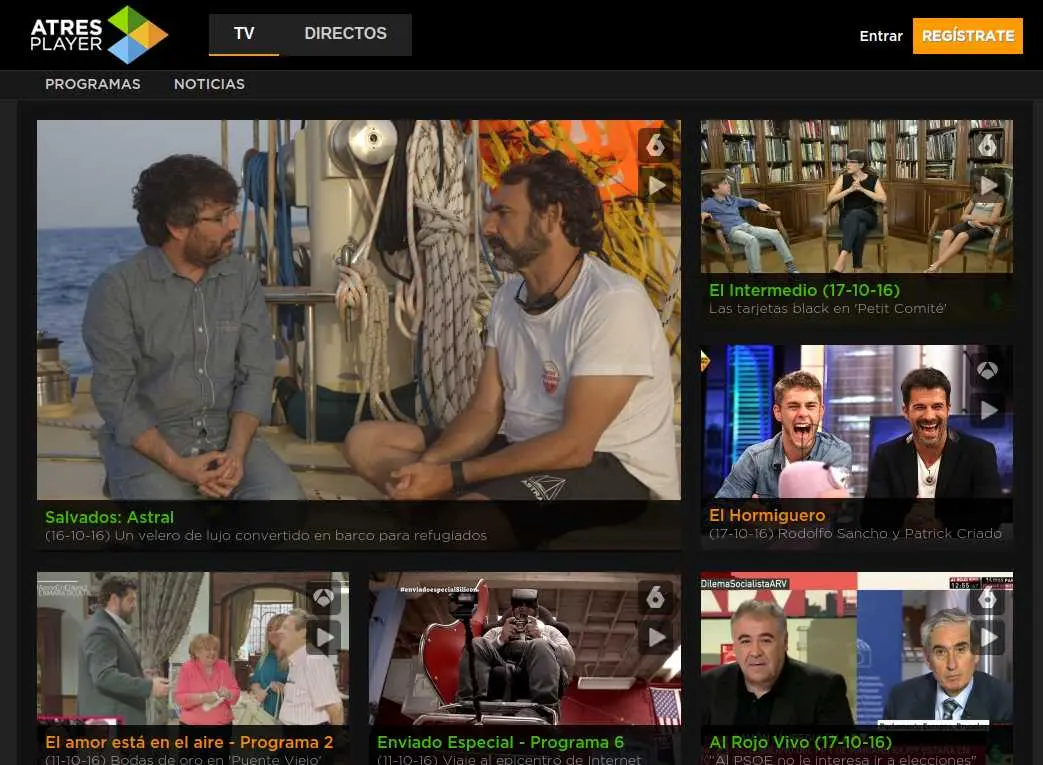 ATRES
PLAYER
TV
DIRECTOS
Entrar
REGÍSTRATE
PROGRAMAS
NOTICIAS
6
6
El Intermedio (17-10-16)
Las tarjetas black en 'Petit Comité'
ASTRAL
Salvados: Astral
(16-10-16) Un velero de lujo convertido en barco para refugiados
El Hormiguero
(17-10-16) Rodolfo Sancho y Patrick Criado
El amor está en el aire - Programa 2
(11-10-16) Bodas de oro en 'Puente Viejo'
#enviadoespecialSilicon
6
Enviado Especial - Programa 6
(11-10-16) Viaje al epicentro de Internet
DilemaSocialistaARV
12:55
6
Al Rojo Vivo (17-10-16)
"Al PSOE no le interesa ir a elecciones"